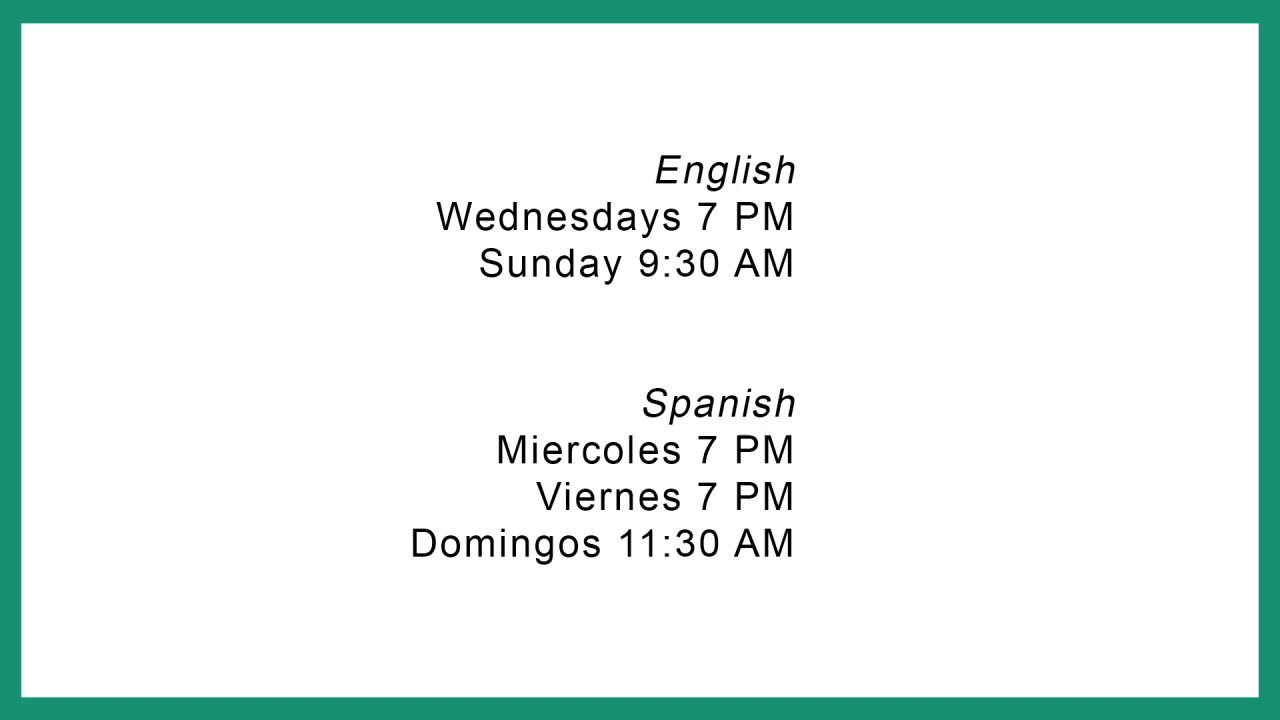 English
Wednesdays 7 PM
Sunday 9:30 AM
Spanish
Miercoles 7 PM
Viernes 7 PM
Domingos 11:30 AM